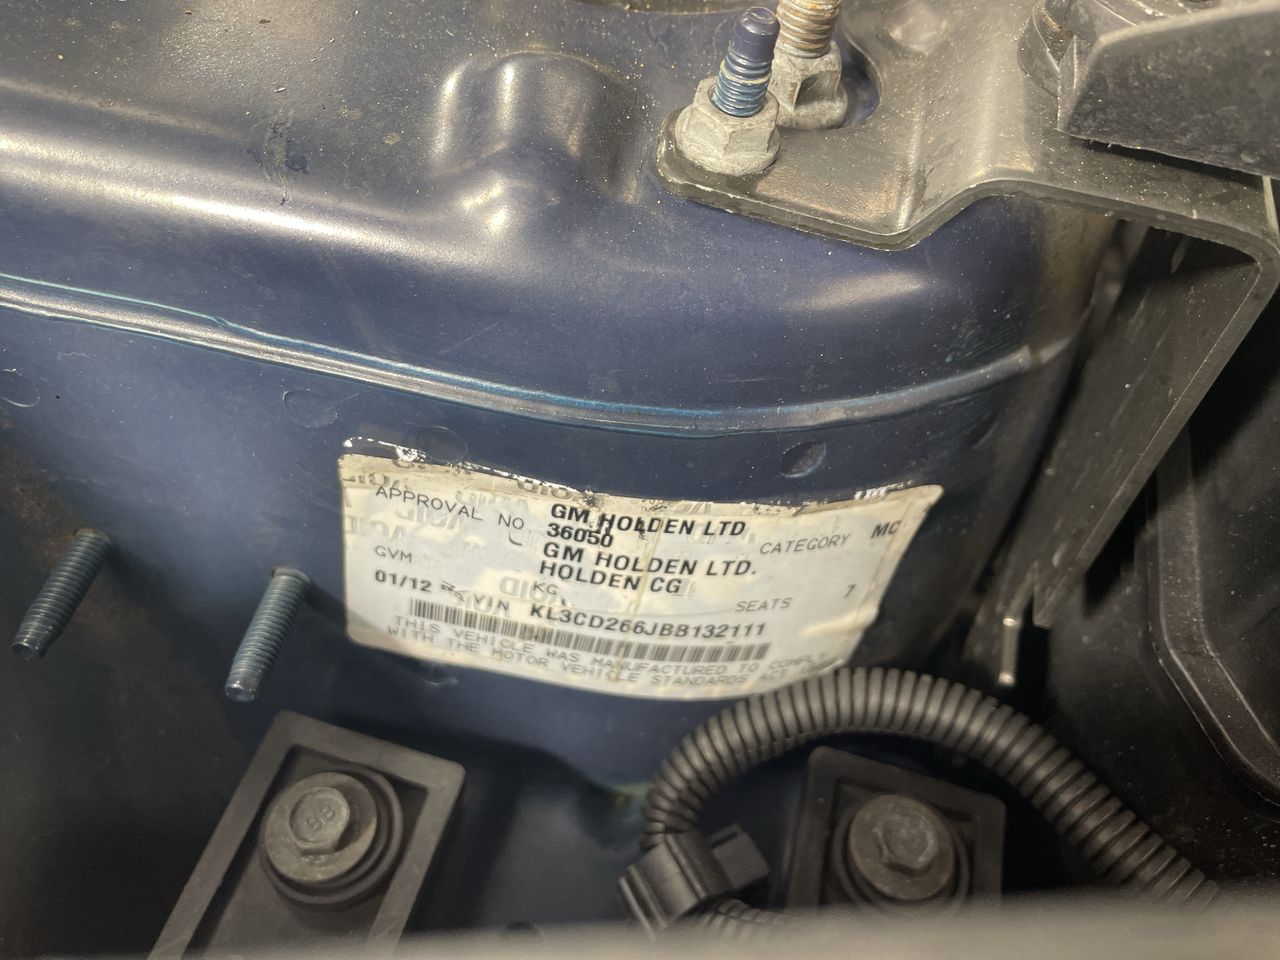 GM HOLDEN LTD
APPROVAL NO. 36050 CATEGORY MC
GM HOLDEN LTD.
HOLDEN CG
GVM KG SEATS 7
01/12 VIN KL3CD266JBB132111
THIS VEHICLE WAS MANUFACTURED TO COMPLY
WITH THE MOTOR VEHICLE STANDARDS ACT